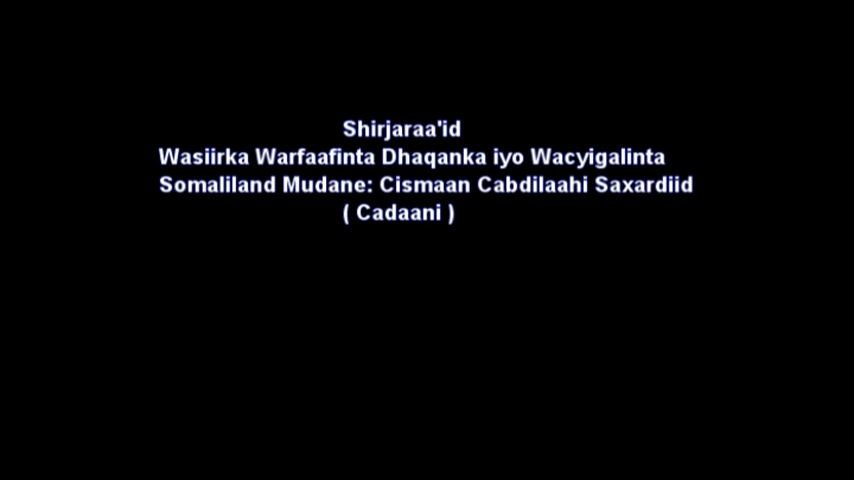 Shirjaraa'id
Wasiirka Warfaafinta Dhaqanka iyo Wacyigalinta
Somaliland Mudane: Cismaan Cabdilaahi Saxardiid
( Cadaani )